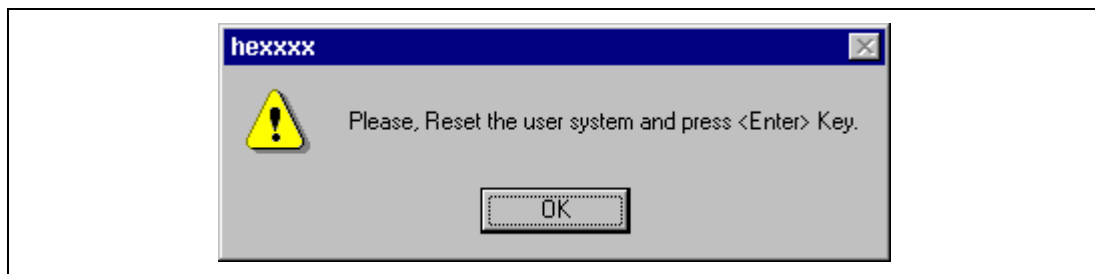 hexxxx
Please, Reset the user system and press <Enter> Key.
OK